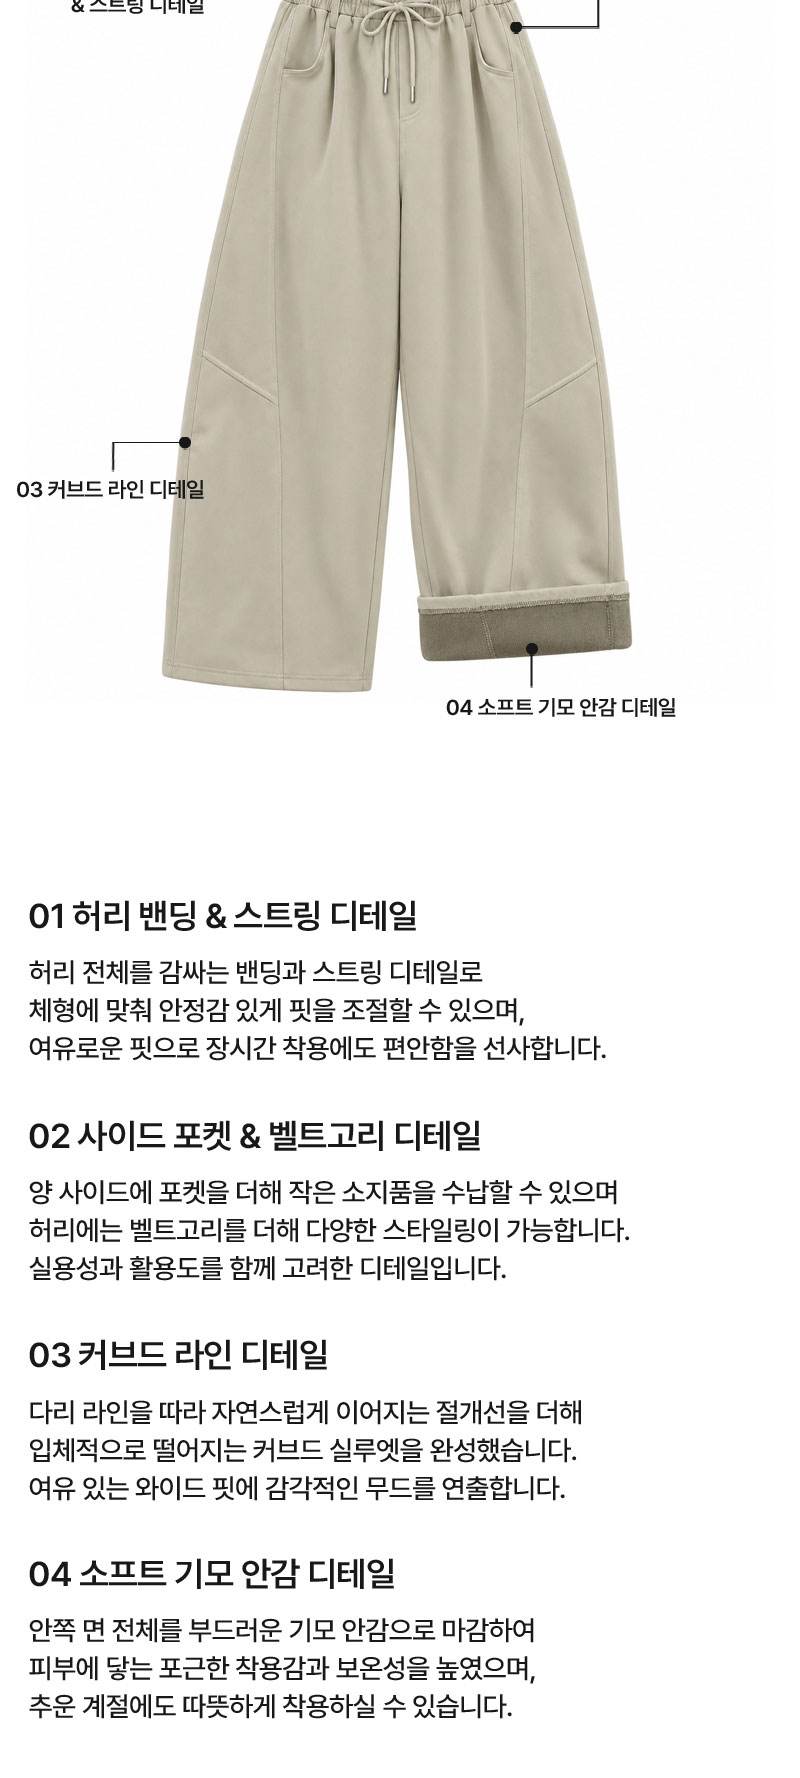 & 스트링 디테일
03 커브드 라인 디테일
04 소프트 기모 안감 디테일
01 허리 밴딩 & 스트링 디테일
허리 전체를 감싸는 밴딩과 스트링 디테일로
체형에 맞춰 안정감 있게 핏을 조절할 수 있으며,
여유로운 핏으로 장시간 착용에도 편안함을 선사합니다.
02 사이드 포켓 & 벨트고리 디테일
양 사이드에 포켓을 더해 작은 소지품을 수납할 수 있으며
허리에는 벨트고리를 더해 다양한 스타일링이 가능합니다.
실용성과 활용도를 함께 고려한 디테일입니다.
03 커브드 라인 디테일
다리 라인을 따라 자연스럽게 이어지는 절개선을 더해
입체적으로 떨어지는 커브드 실루엣을 완성했습니다.
여유 있는 와이드 핏에 감각적인 무드를 연출합니다.
04 소프트 기모 안감 디테일
안쪽 면 전체를 부드러운 기모 안감으로 마감하여
피부에 닿는 포근한 착용감과 보온성을 높였으며,
추운 계절에도 따뜻하게 착용하실 수 있습니다.